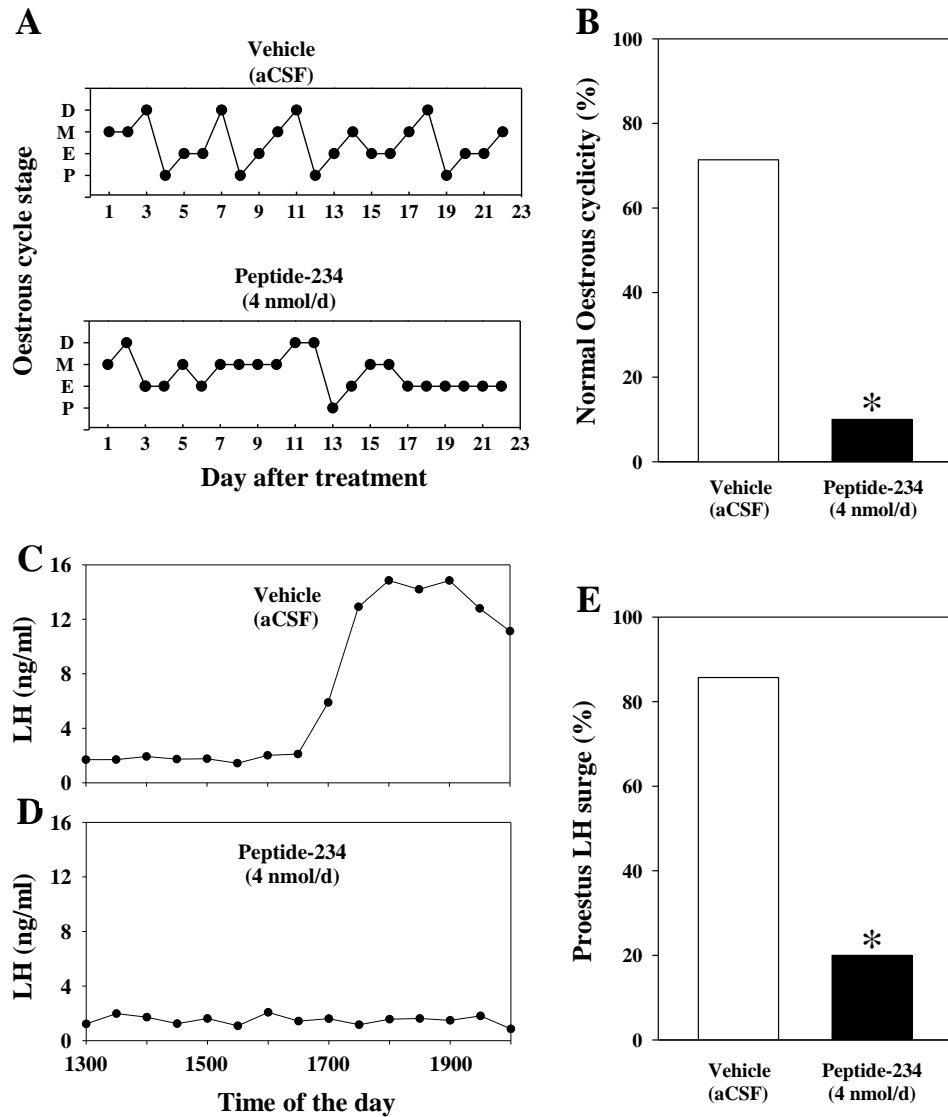 A
Vehicle
(aCSF)
Oestrous cycle stage
D
M
E
P
1 3 5 7 9 11 13 15 17 19 21 23
Peptide-234
(4 nmol/d)
D
M
E
P
1 3 5 7 9 11 13 15 17 19 21 23
Day after treatment
B
Normal Oestrous cyclicity (%)
100
80
60
40
20
0
*
Vehicle
(aCSF)
Peptide-234
(4 nmol/d)
C
LH (ng/ml)
16
12
8
4
0
Vehicle
(aCSF)
D
LH (ng/ml)
16
12
8
4
0
Peptide-234
(4 nmol/d)
1300 1500 1700 1900
Time of the day
E
Proestus LH surge (%)
100
80
60
40
20
0
*
Vehicle
(aCSF)
Peptide-234
(4 nmol/d)